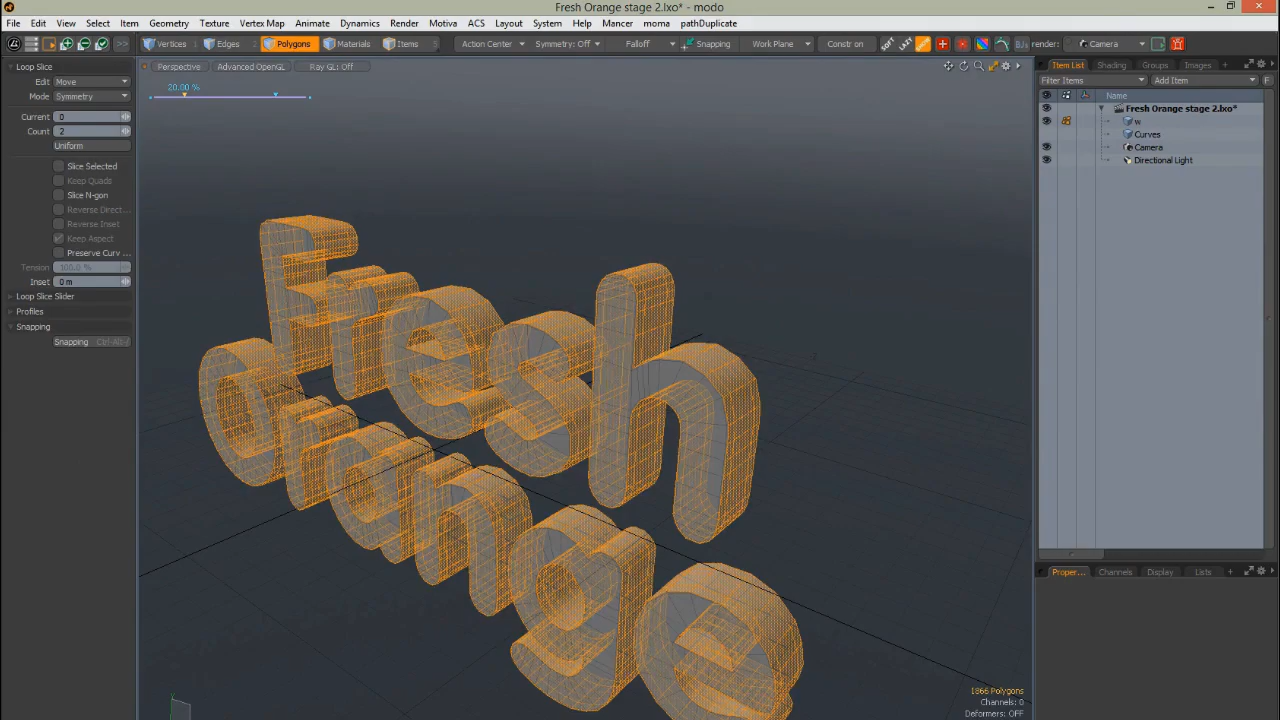 Fresh Orange stage 2.lxo* - modo
File Edit View Select Item Geometry Texture Vertex Map Animate Dynamics Render Motiva ACS Layout System Help Mancer moma pathDuplicate
>> Vertices Edges Polygons Materials Items Action Center Symmetry: Off Falloff Snapping Work Plane Constr on SOFT LAZY render: Camera
Loop Slice
Edit Move
Mode Symmetry
Current 0
Count 2
Uniform
Slice Selected
Keep Quads
Slice N-gon
Reverse Direct...
Reverse Inset
Keep Aspect
Preserve Curv ...
Tension 100.0 %
Inset 0 m
Loop Slice Slider
Profiles
Snapping
Snapping Ctrl-Alt-/
Perspective Advanced OpenGL Ray GL: Off
20.00 %
Fresh
Orange
1866 Polygons
Channels: 0
Deformers: OFF
Item List Shading Groups Images +
Filter Items Add Item F
Name
Fresh Orange stage 2.lxo*
w
Curves
Camera
Directional Light
Proper... Channels Display Lists +